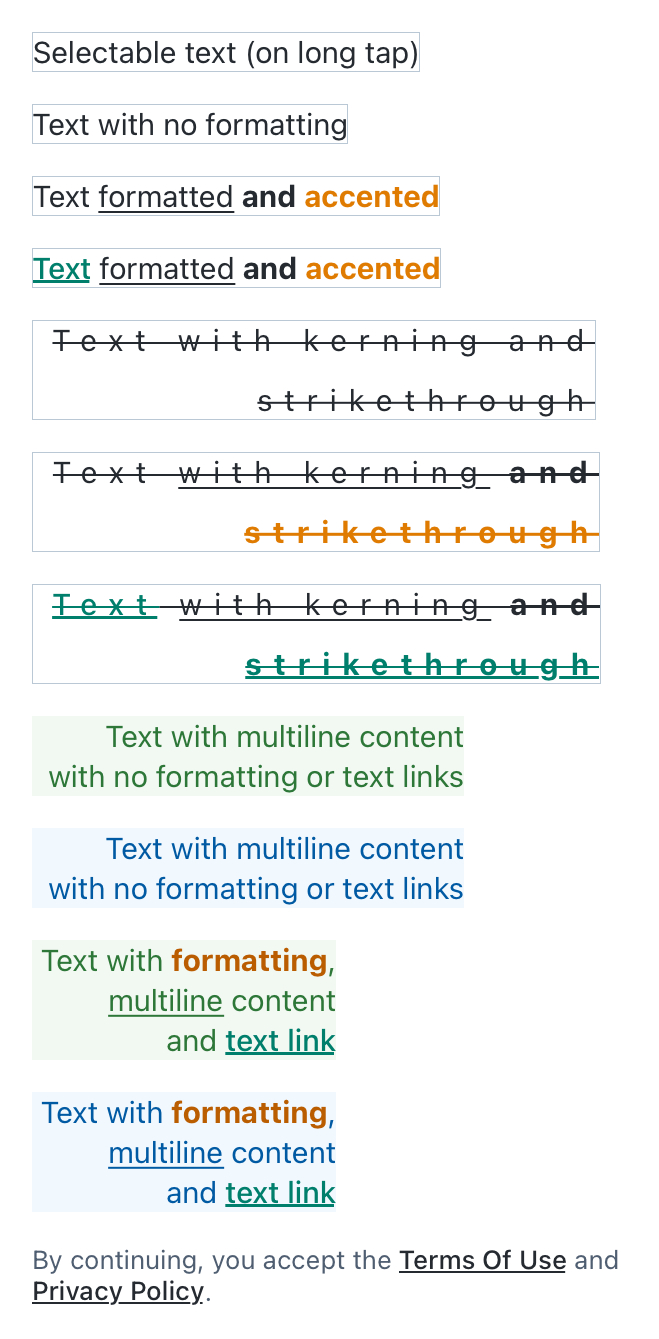 Selectable text (on long tap)
Text with no formatting
Text formatted and accented
Text formatted and accented
Text with kerning and
strikethrough
Text with kerning and
strikethrough
Text with kerning and
strikethrough
Text with multiline content
with no formatting or text links
Text with multiline content
with no formatting or text links
Text with formatting,
multiline content
and text link
Text with formatting,
multiline content
and text link
By continuing, you accept the Terms Of Use and
Privacy Policy.